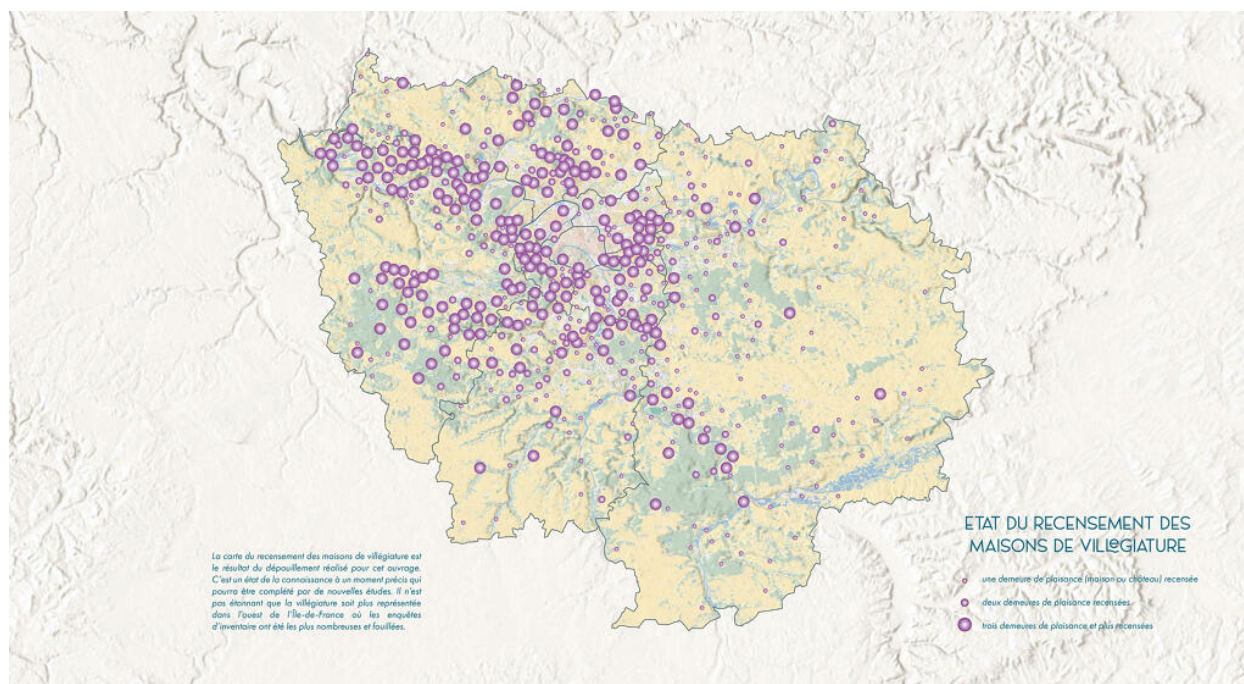 La carte du recensement des maisons de villégiature est
le résultat du dépouillement réalisé pour cet ouvrage.
C'est un état de la connaissance à un moment précis qui
pourra être complété par de nouvelles études. Il n'est
pas étonnant que la villégiature soit plus représentée
dans l'ouest de l'Île-de-France où les enquêtes
d'inventaire ont été les plus nombreuses et fouillées.
ETAT DU RECENSEMENT DES
MAISONS DE VILLéGIATURE
une demeure de plaisance (maison ou château) recensée
deux demeures de plaisance recensées
trois demeures de plaisance et plus recensées